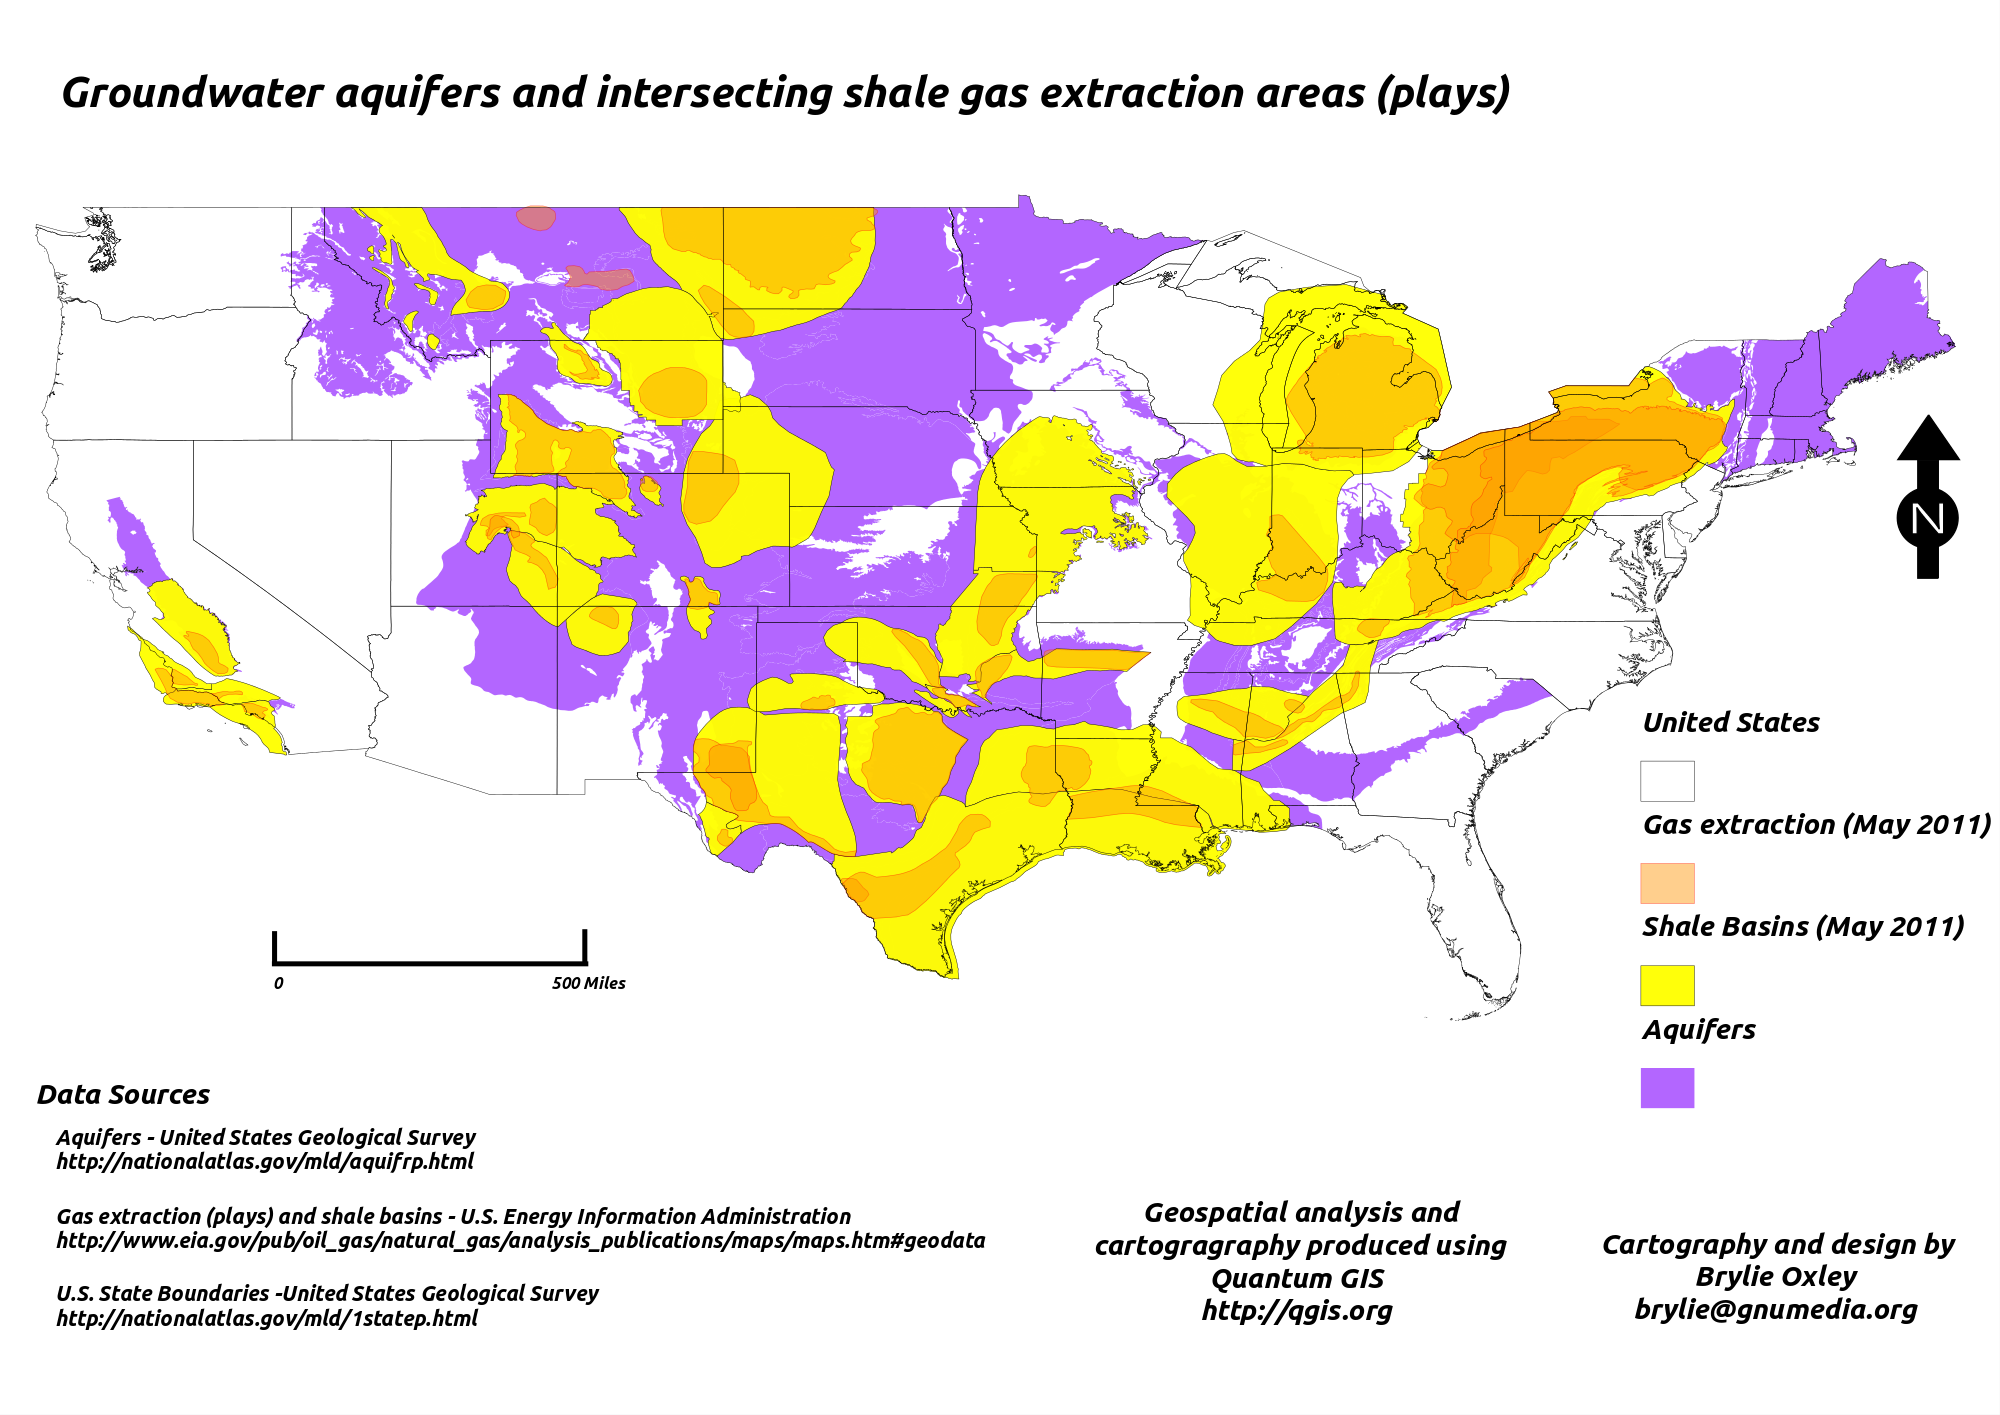 Groundwater aquifers and intersecting shale gas extraction areas (plays)
N
United States
Gas extraction (May 2011)
Shale Basins (May 2011)
Aquifers
0
500 Miles
Data Sources
Aquifers - United States Geological Survey
http://nationalatlas.gov/mld/aquifrp.html
Gas extraction (plays) and shale basins - U.S. Energy Information Administration
http://www.eia.gov/pub/oil_gas/natural_gas/analysis_publications/maps/maps.htm#geodata
U.S. State Boundaries -United States Geological Survey
http://nationalatlas.gov/mld/1statep.html
Geospatial analysis and
cartogragraphy produced using
Quantum GIS
http://qgis.org
Cartography and design by
Brylie Oxley
brylie@gnumedia.org